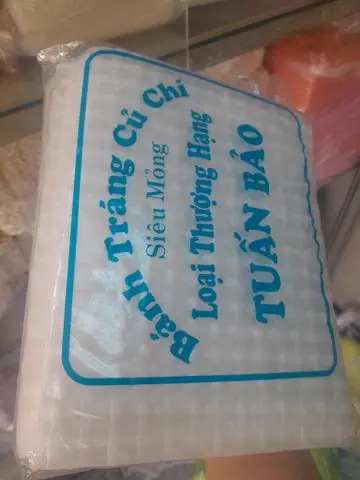 Bánh Tráng Củ Chi
Siêu Mỏng
Loại Thượng Hạng
TUẤN BẢO